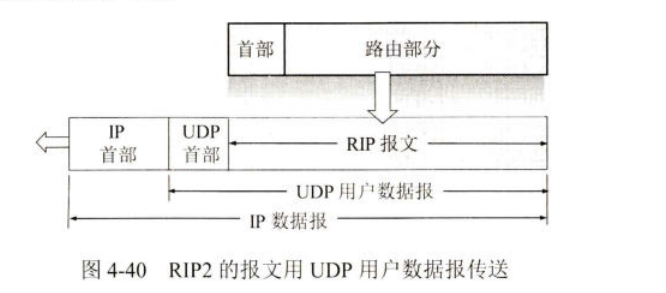 首部 路由部分
IP
首部
UDP
首部
RIP 报文
UDP 用户数据报
IP 数据报
图 4-40 RIP2 的报文用 UDP 用户数据报传送